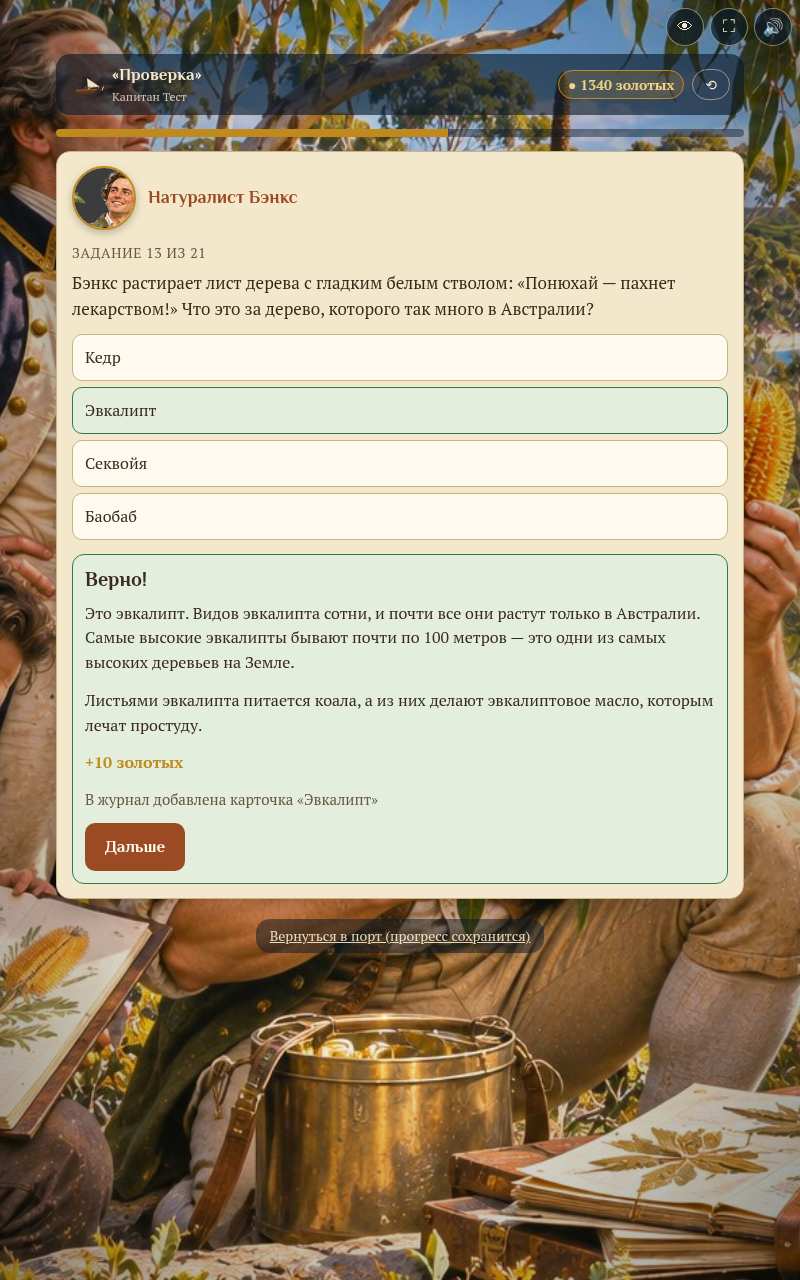 «Проверка»
Капитан Тест
● 1340 золотых
Натуралист Бэнкс
ЗАДАНИЕ 13 ИЗ 21
Бэнкс растирает лист дерева с гладким белым стволом: «Понюхай — пахнет
лекарством!» Что это за дерево, которого так много в Австралии?
Кедр
Эвкалипт
Секвойя
Баобаб
Верно!
Это эвкалипт. Видов эвкалипта сотни, и почти все они растут только в Австралии.
Самые высокие эвкалипты бывают почти по 100 метров — это одни из самых
высоких деревьев на Земле.
Листьями эвкалипта питается коала, а из них делают эвкалиптовое масло, которым
лечат простуду.
+10 золотых
В журнал добавлена карточка «Эвкалипт»
Дальше
Вернуться в порт (прогресс сохранится)